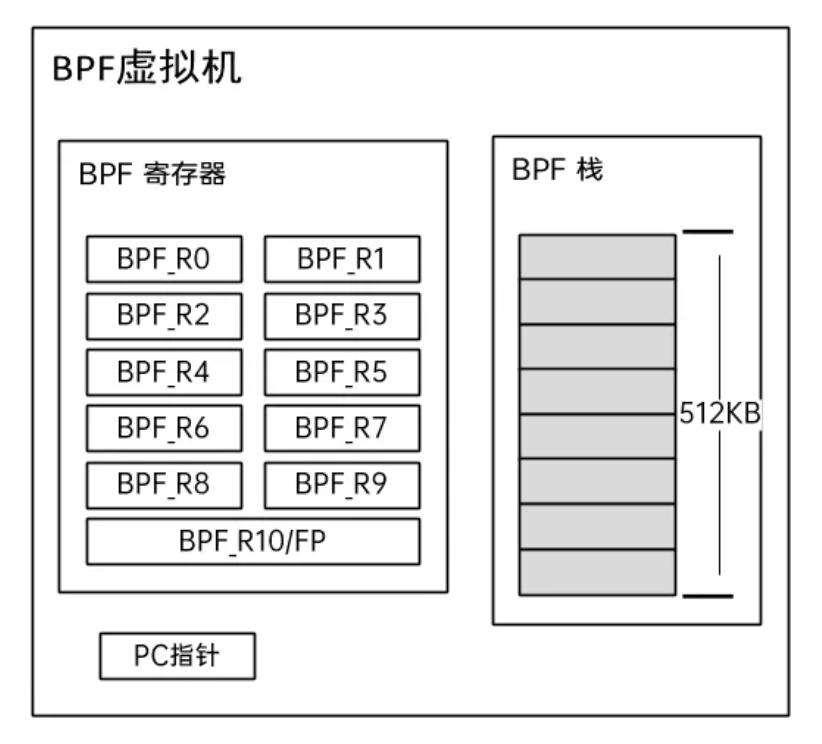 BPF虚拟机
BPF 寄存器
BPF_R0
BPF_R1
BPF_R2
BPF_R3
BPF_R4
BPF_R5
BPF_R6
BPF_R7
BPF_R8
BPF_R9
BPF_R10/FP
PC指针
BPF 栈
512KB